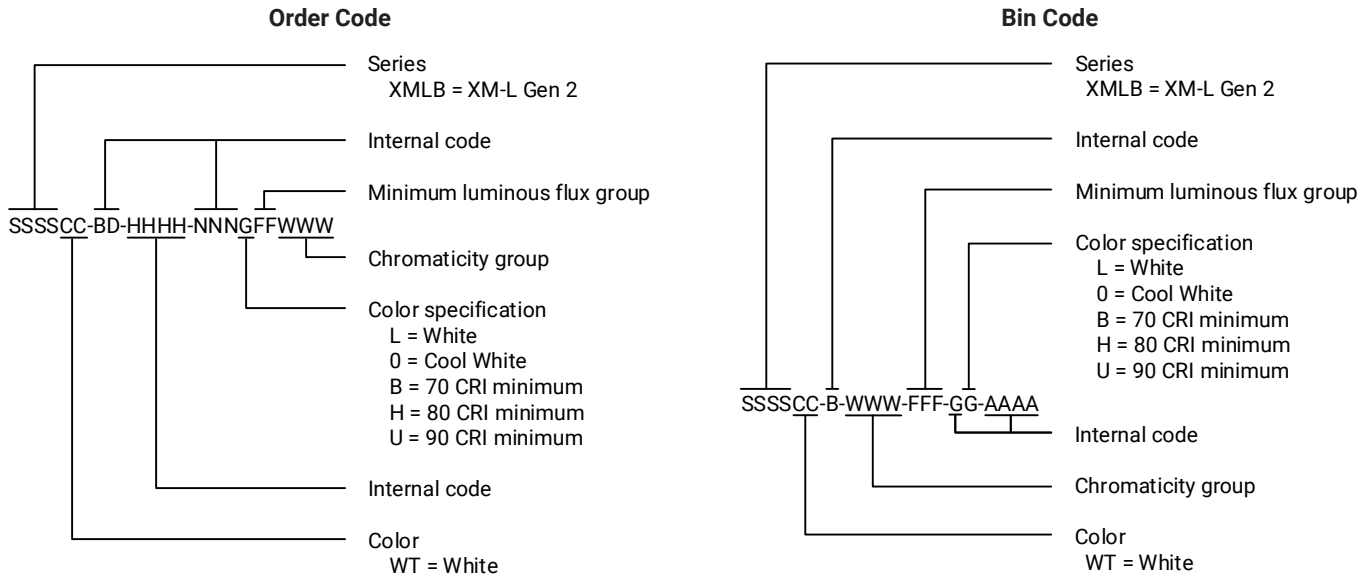 Order Code
Series
XMLB = XM-L Gen 2
Internal code
Minimum luminous flux group
SSSSCC-BD-HHHH-NNNGFFWWW
Chromaticity group
Color specification
L = White
0 = Cool White
B = 70 CRI minimum
H = 80 CRI minimum
U = 90 CRI minimum
Internal code
Color
WT = White
Bin Code
Series
XMLB = XM-L Gen 2
Internal code
Minimum luminous flux group
Color specification
L = White
0 = Cool White
B = 70 CRI minimum
H = 80 CRI minimum
U = 90 CRI minimum
SSSSCC-B-WWW-FFF-GG-AAAA
Internal code
Chromaticity group
Color
WT = White